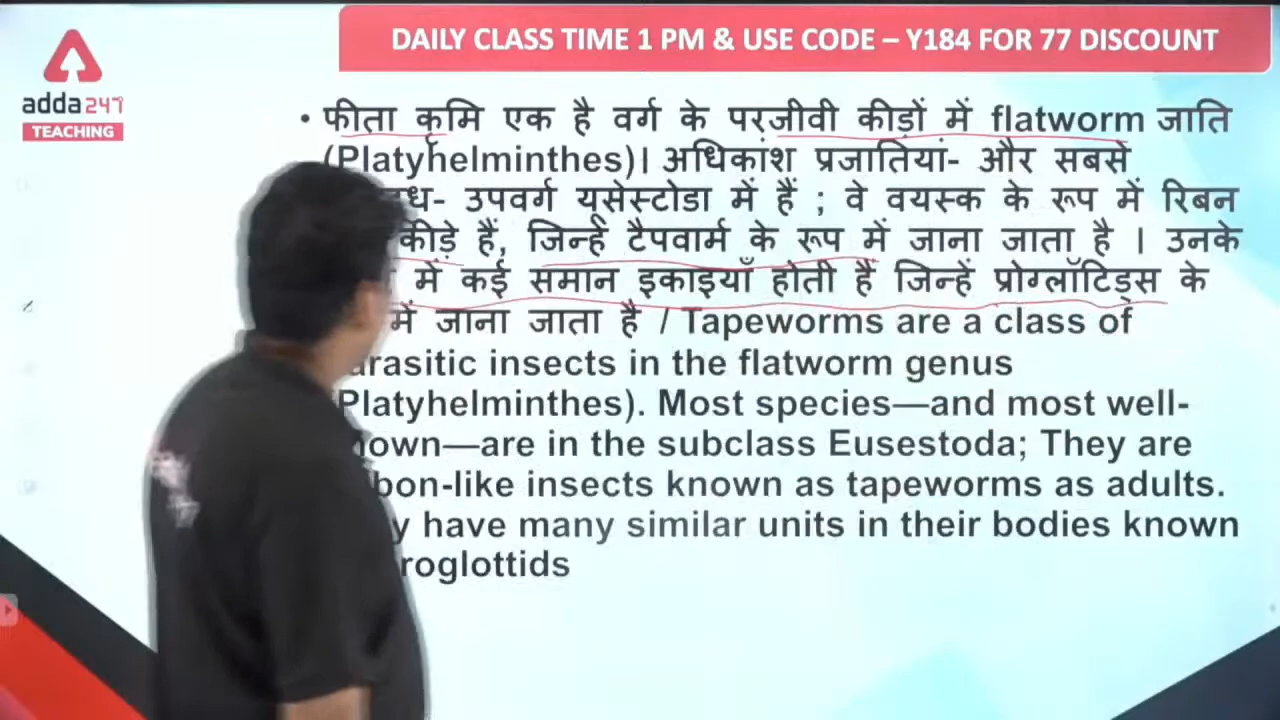 DAILY CLASS TIME 1 PM & USE CODE – Y184 FOR 77 DISCOUNT
adda247
TEACHING
• फीता कृमि एक है वर्ग के परजीवी कीड़ों में flatworm जाति
(Platyhelminthes)। अधिकांश प्रजातियां- और सबसे
उपवर्ग यूसेस्टोडा में हैं ; वे वयस्क के रूप में रिबन
कीड़े हैं, जिन्हें टैपवार्म के रूप में जाना जाता है । उनके
में कई समान इकाइयाँ होती हैं जिन्हें प्रोग्लॉटिड्स के
में जाना जाता है / Tapeworms are a class of
arasitic insects in the flatworm genus
Platyhelminthes). Most species—and most well-
own—are in the subclass Eusestoda; They are
bon-like insects known as tapeworms as adults.
y have many similar units in their bodies known
roglottids